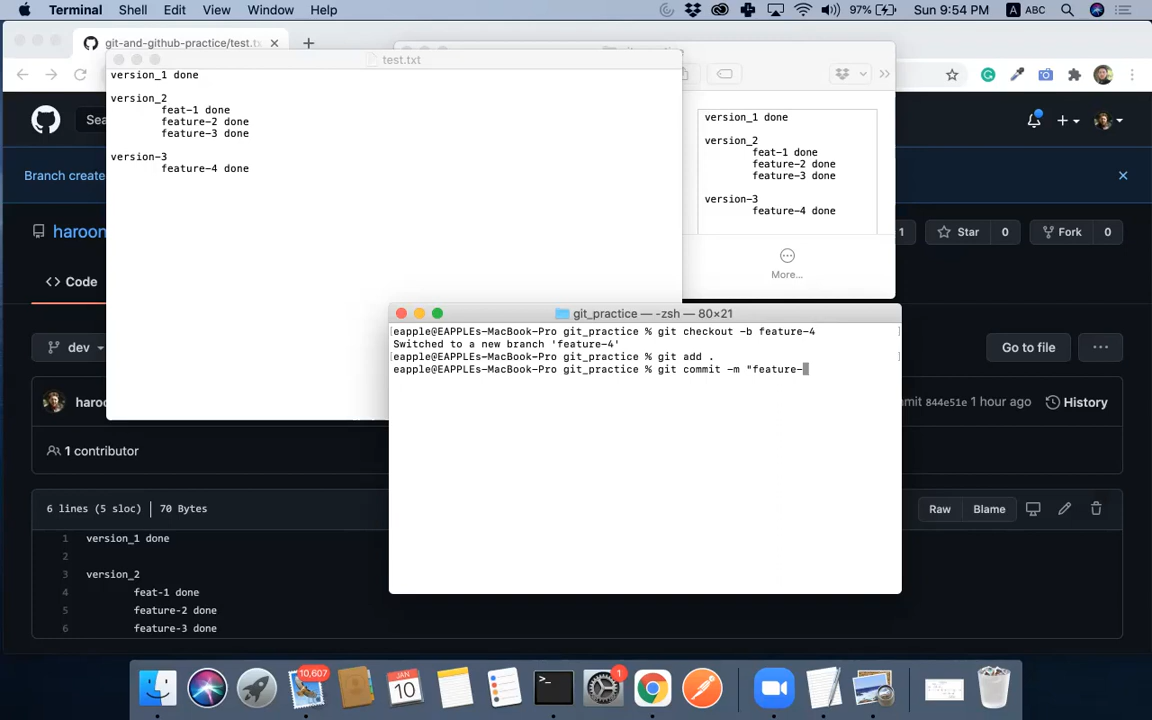 Terminal Shell Edit View Window Help
97% Sun 9:54 PM A ABC
git-and-github-practice/test.tx
test.txt
version_1 done
version_2
feat-1 done
feature-2 done
feature-3 done
version-3
feature-4 done
version_1 done
version_2
feat-1 done
feature-2 done
feature-3 done
version-3
feature-4 done
More...
Sea
Branch create
haroon
1 Star 0 Fork 0
Code
dev
Go to file
haroo
844e51e 1 hour ago History
1 contributor
6 lines (5 sloc) 70 Bytes
Raw Blame
1 version_1 done
2
3 version_2
4 feat-1 done
5 feature-2 done
6 feature-3 done
git_practice — -zsh — 80×21
[eapple@EAPPLEs-MacBook-Pro git_practice % git checkout -b feature-4 ]
Switched to a new branch 'feature-4'
[eapple@EAPPLEs-MacBook-Pro git_practice % git add . ]
eapple@EAPPLEs-MacBook-Pro git_practice % git commit -m "feature-
10,607
JAN
10
1